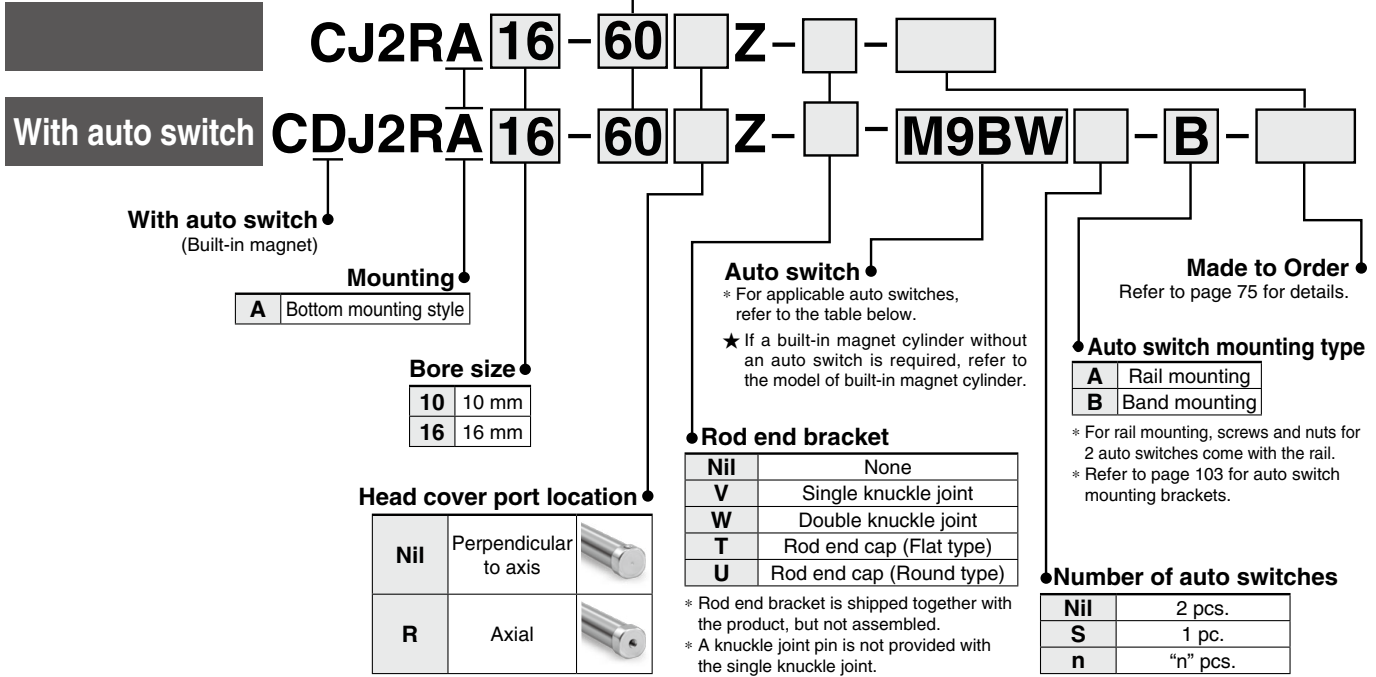 CJ2RA 16 - 60 Z - -
With auto switch CDJ2RA 16 - 60 Z - - M9BW - B -
With auto switch
(Built-in magnet)
Mounting
A Bottom mounting style
Bore size
10 10 mm
16 16 mm
Head cover port location
Nil Perpendicular
to axis
R Axial
Auto switch
* For applicable auto switches,
refer to the table below.
★ If a built-in magnet cylinder without
an auto switch is required, refer to
the model of built-in magnet cylinder.
Rod end bracket
Nil None
V Single knuckle joint
W Double knuckle joint
T Rod end cap (Flat type)
U Rod end cap (Round type)
* Rod end bracket is shipped together with
the product, but not assembled.
* A knuckle joint pin is not provided with
the single knuckle joint.
Made to Order
Refer to page 75 for details.
Auto switch mounting type
A Rail mounting
B Band mounting
* For rail mounting, screws and nuts for
2 auto switches come with the rail.
* Refer to page 103 for auto switch
mounting brackets.
Number of auto switches
Nil 2 pcs.
S 1 pc.
n "n" pcs.